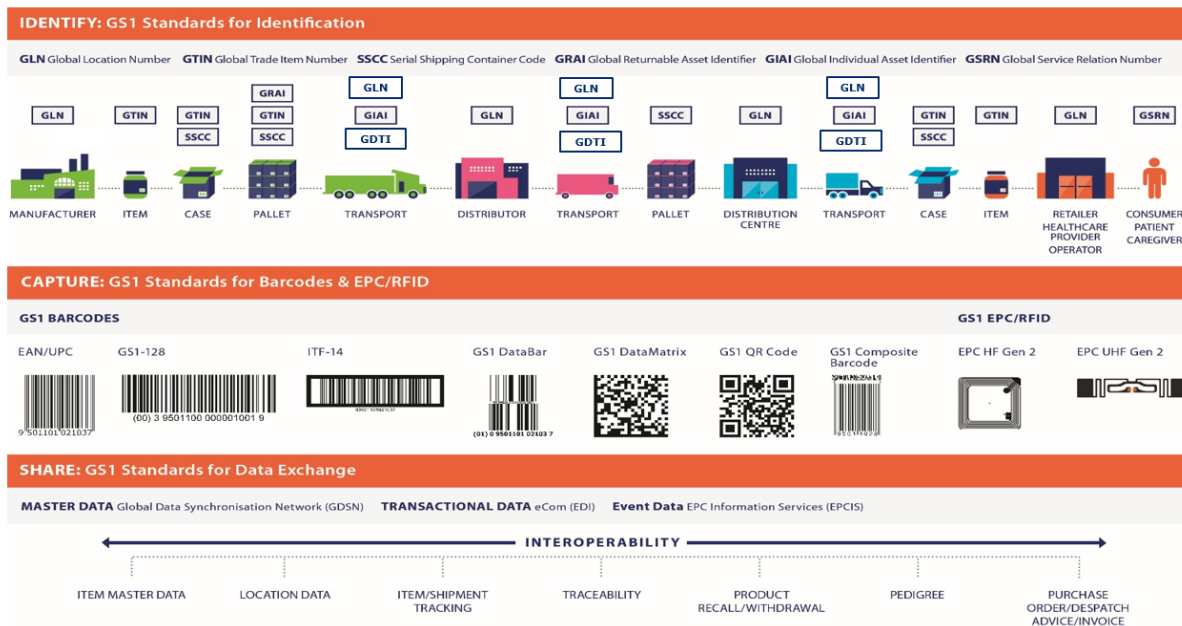 IDENTIFY: GS1 Standards for Identification
GLN Global Location Number GTIN Global Trade Item Number SSCC Serial Shipping Container Code GRAI Global Returnable Asset Identifier GIAI Global Individual Asset Identifier GSRN Global Service Relation Number
GLN GLN GLN
GRAI
GLN GTIN GTIN GTIN GIAI GLN GIAI SSCC GLN GIAI GTIN GTIN GLN GSRN
SSCC SSCC GDTI GDTI GDTI SSCC
MANUFACTURER ITEM CASE PALLET TRANSPORT DISTRIBUTOR TRANSPORT PALLET DISTRIBUTION CENTRE TRANSPORT CASE ITEM RETAILER HEALTHCARE PROVIDER OPERATOR CONSUMER PATIENT CAREGIVER
CAPTURE: GS1 Standards for Barcodes & EPC/RFID
GS1 BARCODES GS1 EPC/RFID
EAN/UPC GS1-128 ITF-14 GS1 DataBar GS1 DataMatrix GS1 QR Code GS1 Composite Barcode EPC HF Gen 2 EPC UHF Gen 2
9 501101 021037 (00) 3 9501100 000001001 9 (01) 0 9501101 02103 7
SHARE: GS1 Standards for Data Exchange
MASTER DATA Global Data Synchronisation Network (GDSN) TRANSACTIONAL DATA eCom (EDI) Event Data EPC Information Services (EPCIS)
INTEROPERABILITY
ITEM MASTER DATA LOCATION DATA ITEM/SHIPMENT TRACKING TRACEABILITY PRODUCT RECALL/WITHDRAWAL PEDIGREE PURCHASE ORDER/DESPATCH ADVICE/INVOICE